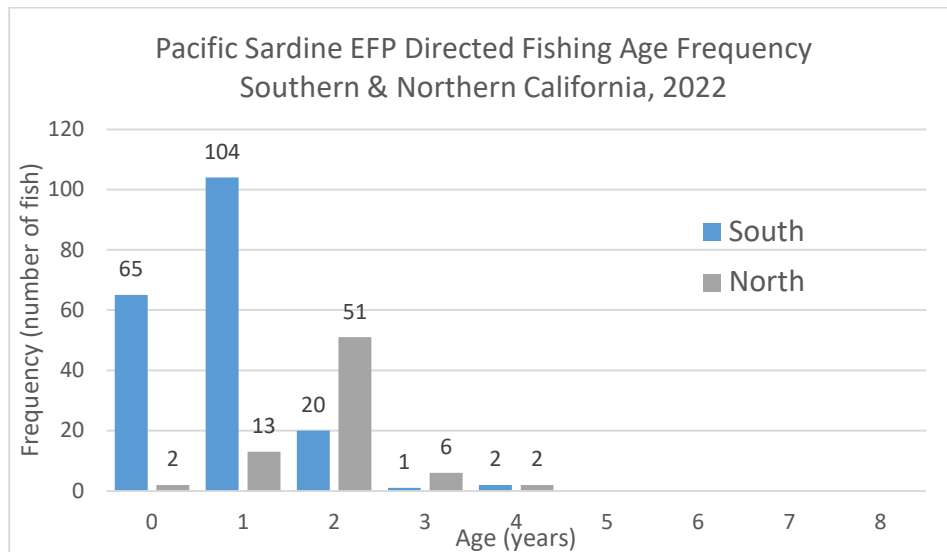 Pacific Sardine EFP Directed Fishing Age Frequency
Southern & Northern California, 2022
Frequency (number of fish)
120
100
80
60
40
20
0
65
104
20
1
2
2
13
51
6
2
South
North
0 1 2 3 4 5 6 7 8
Age (years)